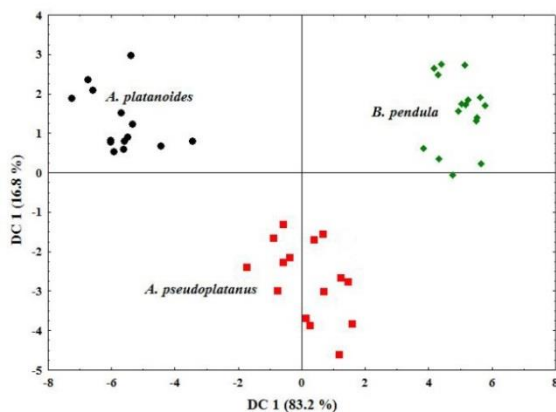 4
3
2
1
0
-1
-2
-3
-4
-5
DC 1 (16.8 %)
A. platanoides
B. pendula
A. pseudoplatanus
-8 -6 -4 -2 0 2 4 6 8
DC 1 (83.2 %)